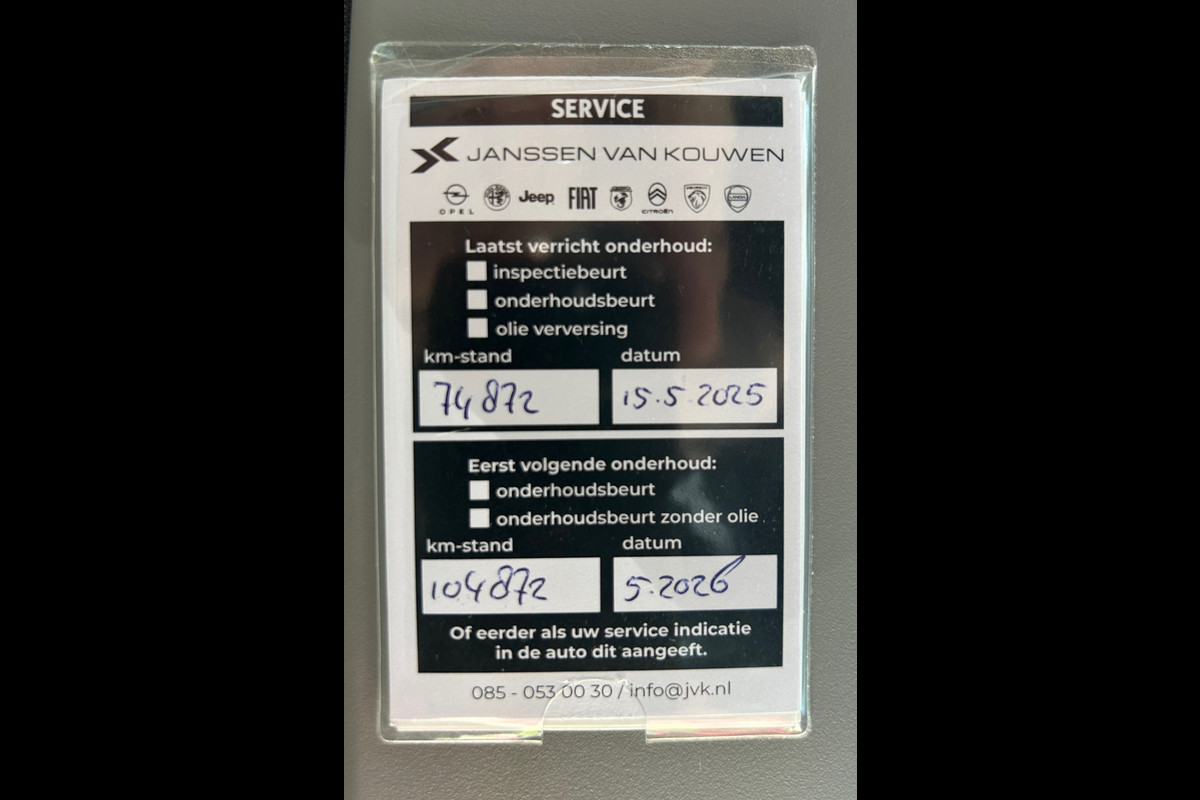 SERVICE
JANSSEN VAN KOUWEN
OPEL Jeep FIAT CITROËN
Laatst verricht onderhoud:
inspectiebeurt
onderhoudsbeurt
olie verversing
km-stand datum
74872 15.5.2025
Eerst volgende onderhoud:
onderhoudsbeurt
onderhoudsbeurt zonder olie
km-stand datum
104872 5.2026
Of eerder als uw service indicatie
in de auto dit aangeeft.
085 - 053 00 30 / info@jvk.nl